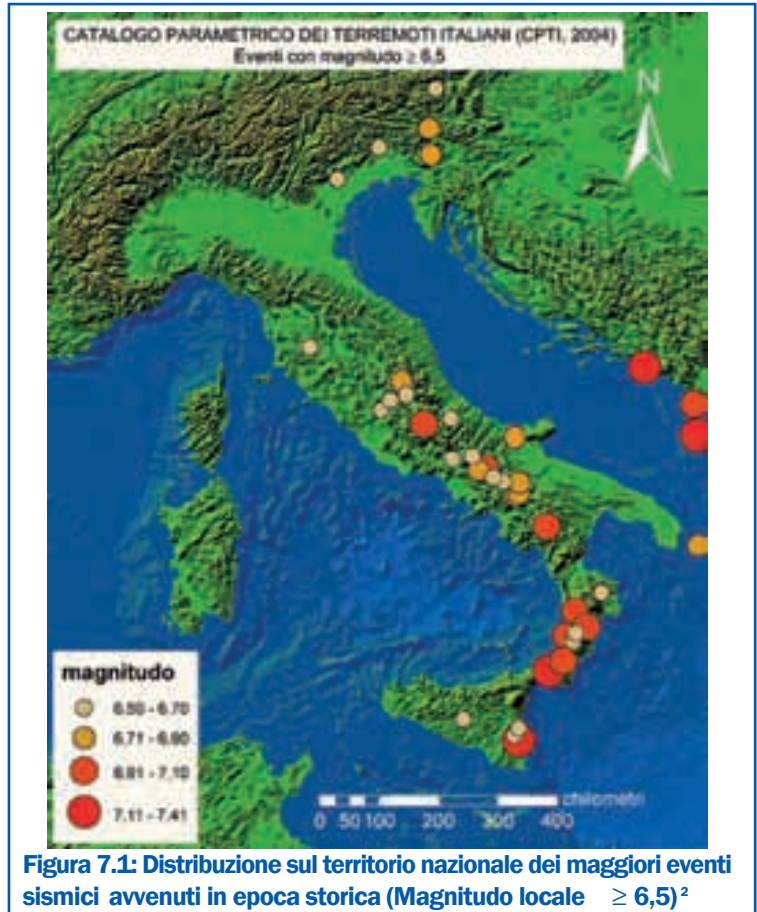 CATALOGO PARAMETRICO DEI TERREMOTI ITALIANI (CPTI, 2004)
Eventi con magnitudo ≥ 6,5
N
magnitudo
6.50 - 6.70
6.71 - 6.90
6.91 - 7.10
7.11 - 7.41
chilometri
0 50 100 200 300 400
Figura 7.1: Distribuzione sul territorio nazionale dei maggiori eventi
sismici avvenuti in epoca storica (Magnitudo locale ≥ 6,5)²